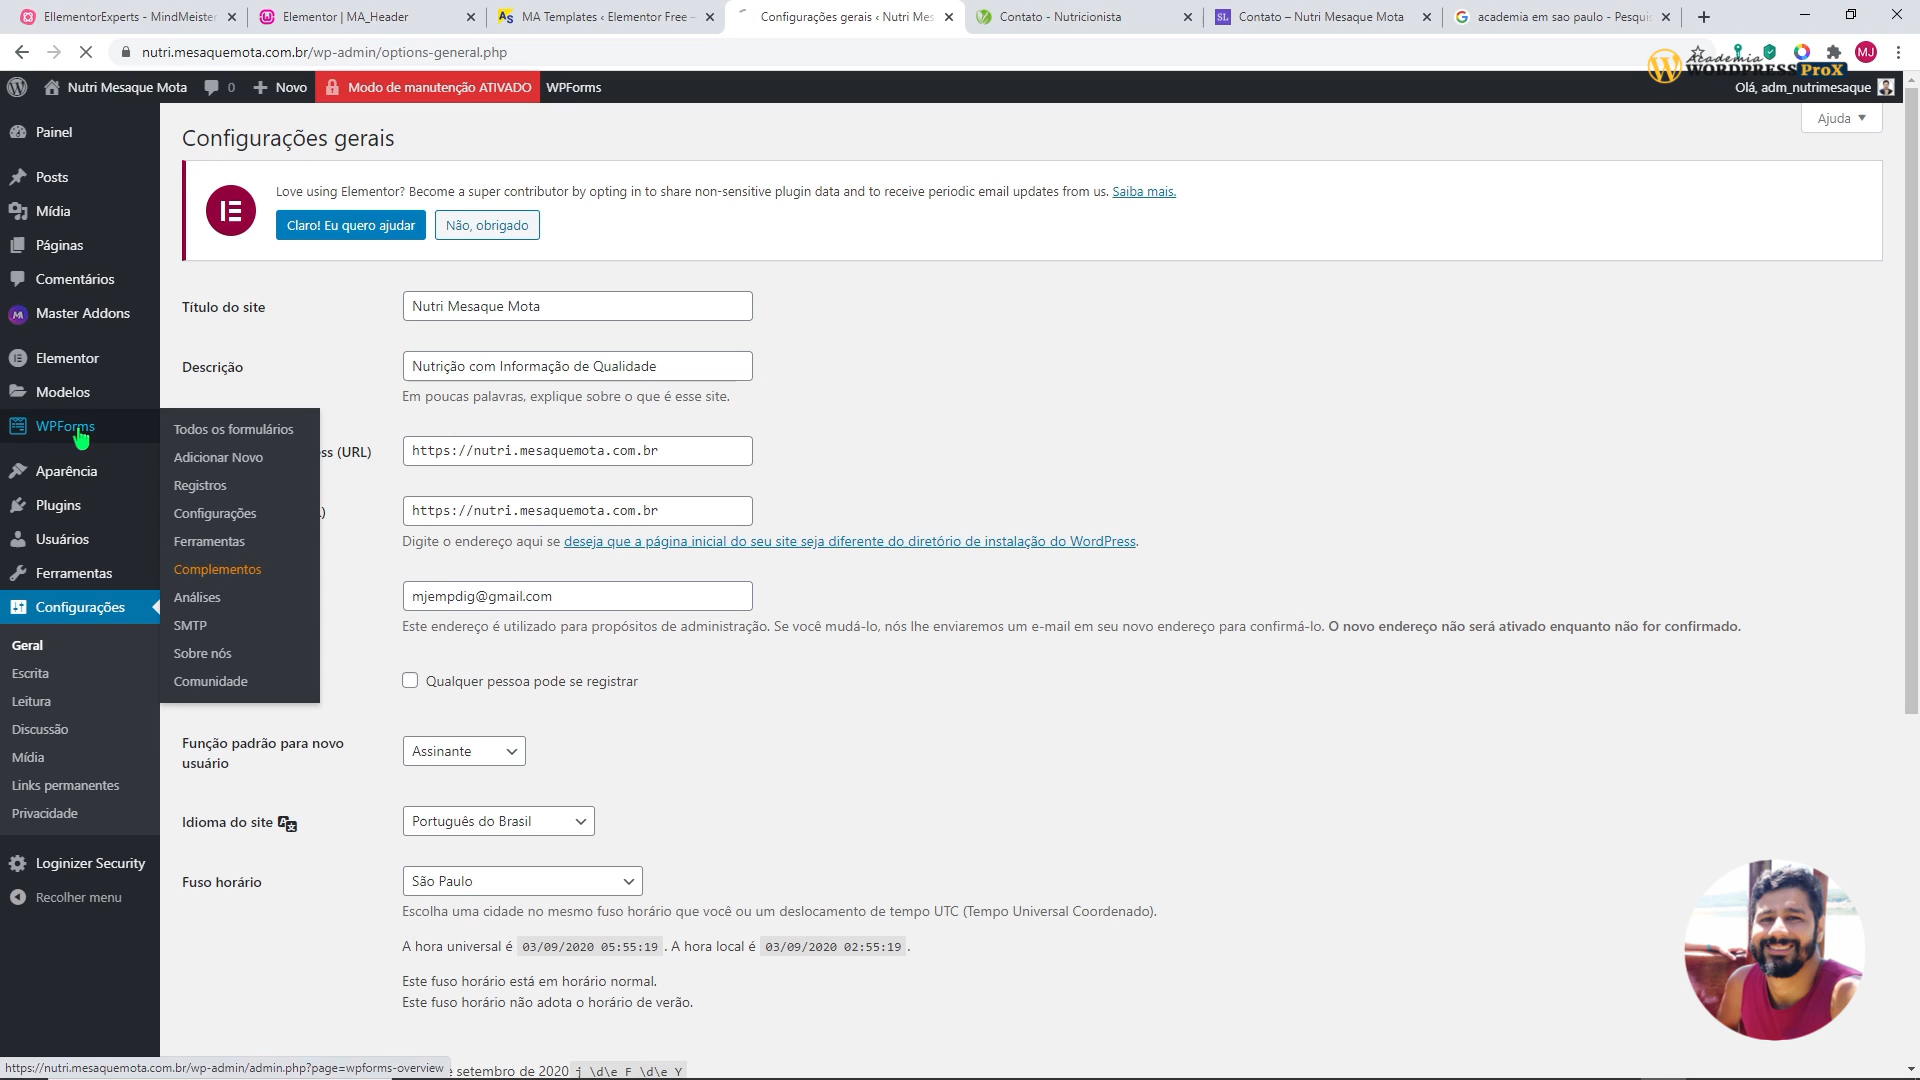 EllementorExperts - MindMeister
Elementor | MA_Header
MA Templates ‹ Elementor Free –
Configurações gerais ‹ Nutri Mes
Contato - Nutricionista
Contato – Nutri Mesaque Mota
academia em sao paulo - Pesqui
nutri.mesaquemota.com.br/wp-admin/options-general.php
MJ
Academia
WORDPRESS ProX
Nutri Mesaque Mota
0
Novo
Modo de manutenção ATIVADO
WPForms
Olá, adm_nutrimesaque
Ajuda
Painel
Posts
Mídia
Páginas
Comentários
Master Addons
Elementor
Modelos
WPForms
Aparência
Plugins
Usuários
Ferramentas
Configurações
Geral
Escrita
Leitura
Discussão
Mídia
Links permanentes
Privacidade
Loginizer Security
Recolher menu
Todos os formulários
Adicionar Novo
Registros
Configurações
Ferramentas
Complementos
Análises
SMTP
Sobre nós
Comunidade
Configurações gerais
Love using Elementor? Become a super contributor by opting in to share non-sensitive plugin data and to receive periodic email updates from us. Saiba mais.
Claro! Eu quero ajudar
Não, obrigado
Título do site
Nutri Mesaque Mota
Descrição
Nutrição com Informação de Qualidade
Em poucas palavras, explique sobre o que é esse site.
ss (URL)
https://nutri.mesaquemota.com.br
.)
https://nutri.mesaquemota.com.br
Digite o endereço aqui se deseja que a página inicial do seu site seja diferente do diretório de instalação do WordPress.
mjempdig@gmail.com
Este endereço é utilizado para propósitos de administração. Se você mudá-lo, nós lhe enviaremos um e-mail em seu novo endereço para confirmá-lo. O novo endereço não será ativado enquanto não for confirmado.
Qualquer pessoa pode se registrar
Função padrão para novo
usuário
Assinante
Idioma do site
Português do Brasil
Fuso horário
São Paulo
Escolha uma cidade no mesmo fuso horário que você ou um deslocamento de tempo UTC (Tempo Universal Coordenado).
A hora universal é 03/09/2020 05:55:19 . A hora local é 03/09/2020 02:55:19 .
Este fuso horário está em horário normal.
Este fuso horário não adota o horário de verão.
https://nutri.mesaquemota.com.br/wp-admin/admin.php?page=wpforms-overview
e setembro de 2020 j \d\e F \d\e Y